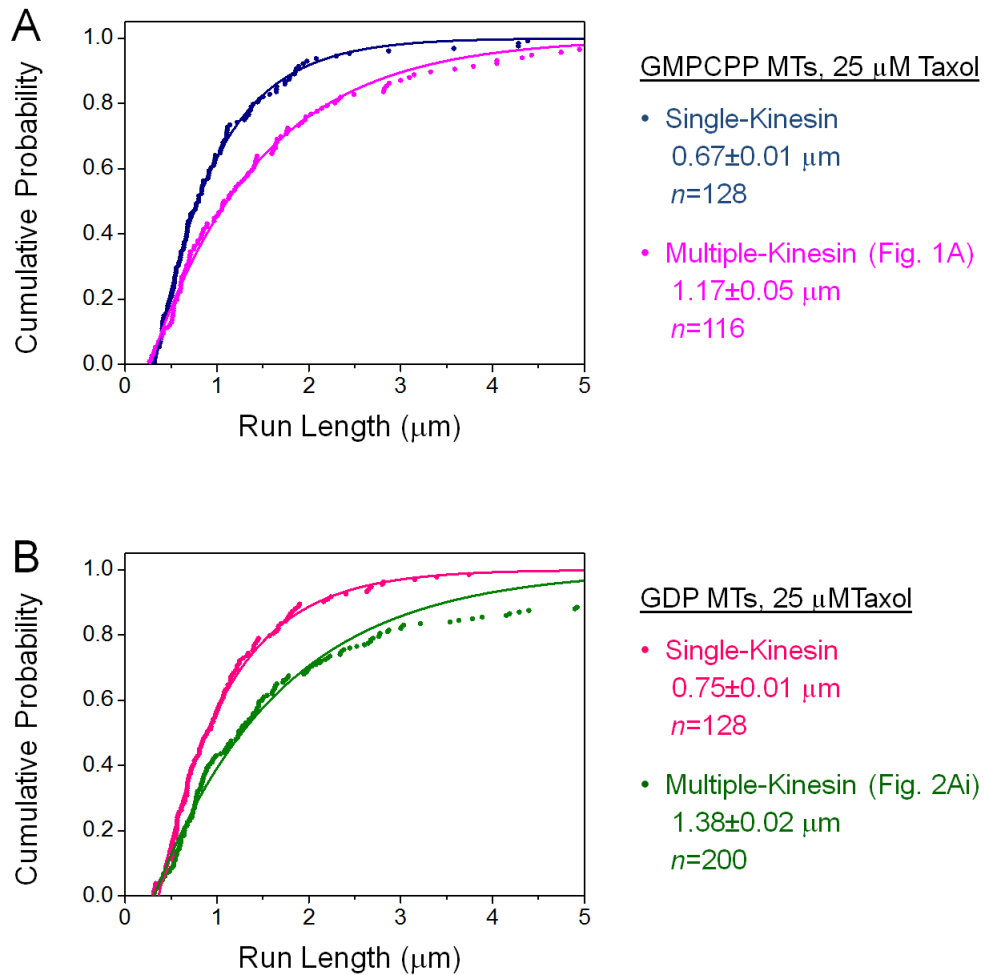 A
1.0
0.8
0.6
0.4
0.2
0.0
Cumulative Probability
0 1 2 3 4 5
Run Length (μm)
GMPCPP MTs, 25 μM Taxol
• Single-Kinesin
0.67±0.01 μm
n=128
• Multiple-Kinesin (Fig. 1A)
1.17±0.05 μm
n=116
B
1.0
0.8
0.6
0.4
0.2
0.0
Cumulative Probability
0 1 2 3 4 5
Run Length (μm)
GDP MTs, 25 μMTaxol
• Single-Kinesin
0.75±0.01 μm
n=128
• Multiple-Kinesin (Fig. 2Ai)
1.38±0.02 μm
n=200